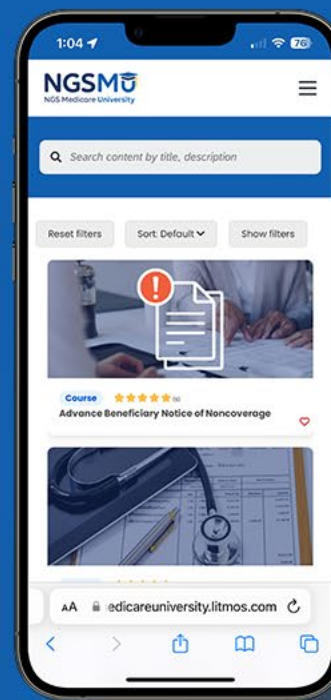 1:04
76
NGSMU
NGS Medicare University
Search content by title, description
Reset filters
Sort: Default
Show filters
Course
Advance Beneficiary Notice of Noncoverage
AA
edicareuniversity.litmos.com